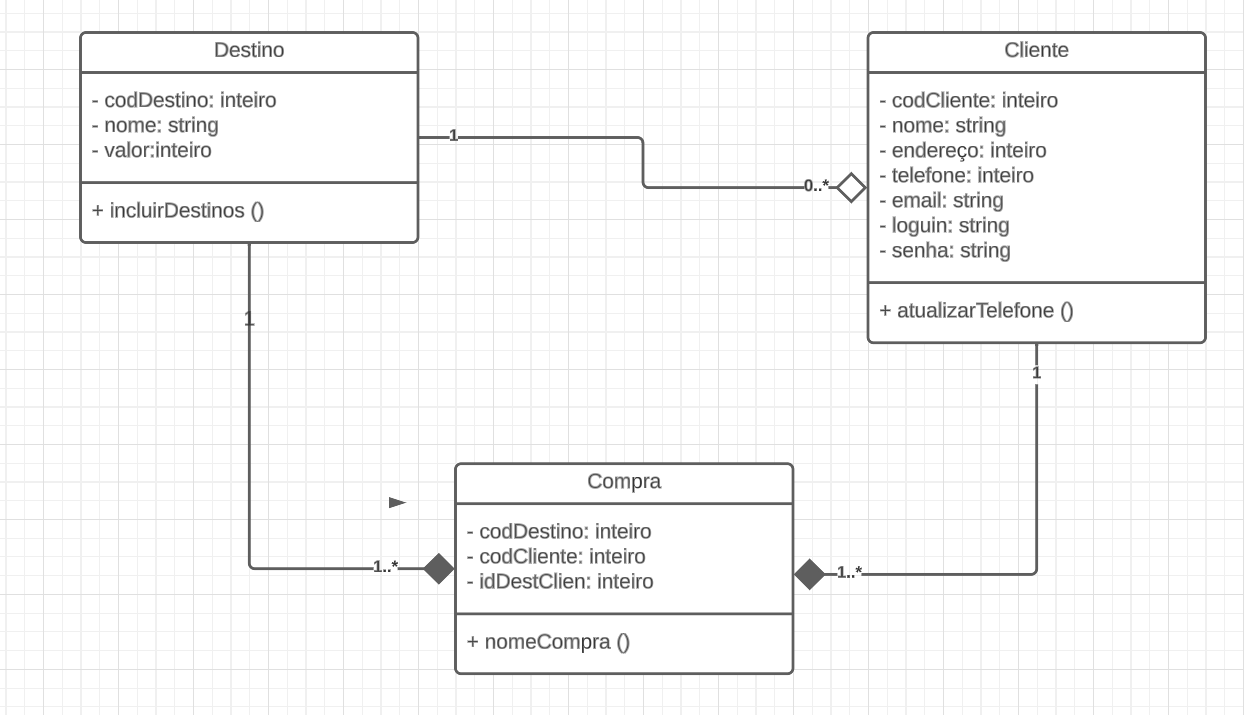 Destino
- codDestino: inteiro
- nome: string
- valor:inteiro
+ incluirDestinos ()
1
0..*
Cliente
- codCliente: inteiro
- nome: string
- endereço: inteiro
- telefone: inteiro
- email: string
- loguin: string
- senha: string
+ atualizarTelefone ()
1
1
1..*
Compra
- codDestino: inteiro
- codCliente: inteiro
- idDestClien: inteiro
+ nomeCompra ()
1..*